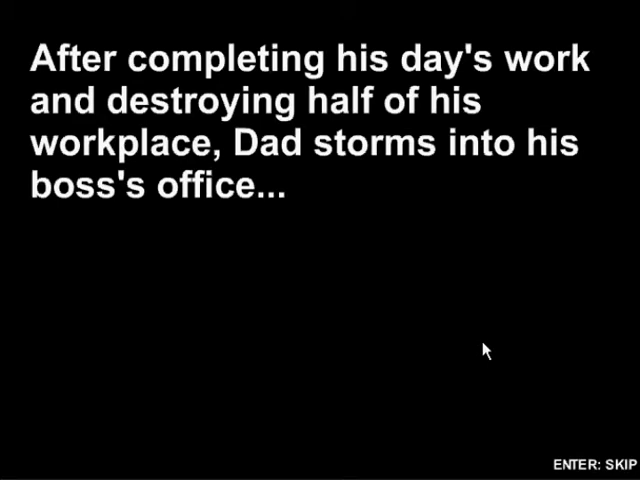 After completing his day's work
and destroying half of his
workplace, Dad storms into his
boss's office...
ENTER: SKIP